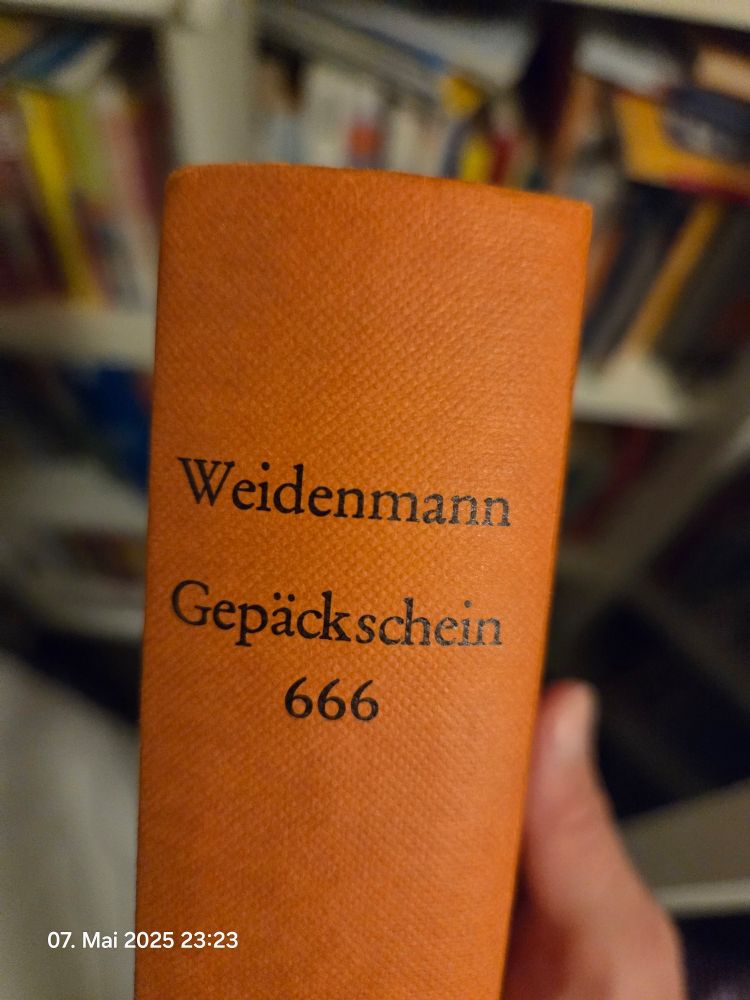 Weidenmann
Gepäckschein
666
07. Mai 2025 23:23